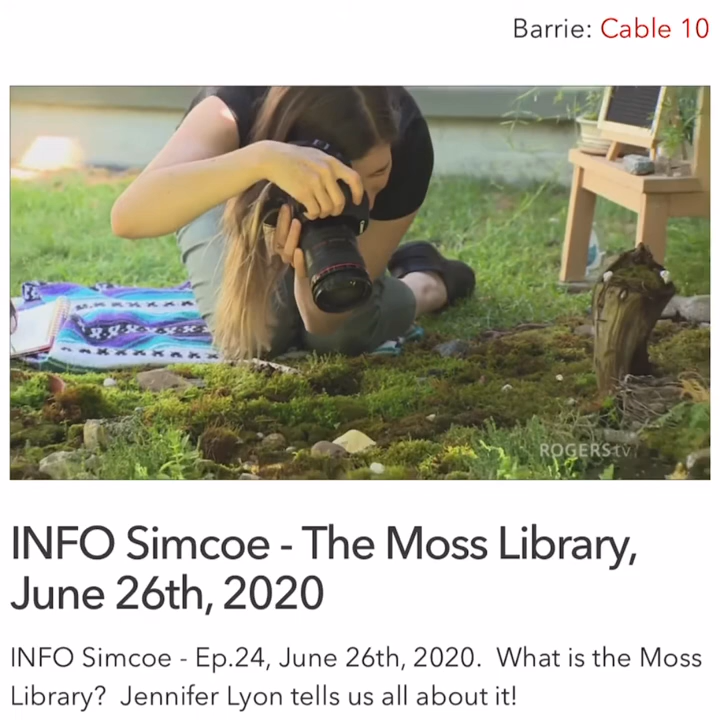 Barrie: Cable 10
ROGERStv
INFO Simcoe - The Moss Library,
June 26th, 2020
INFO Simcoe - Ep.24, June 26th, 2020.  What is the Moss
Library?  Jennifer Lyon tells us all about it!